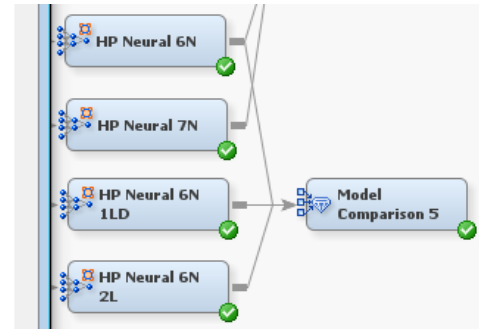 HP Neural 6N
HP Neural 7N
HP Neural 6N
1LD
Model
Comparison 5
HP Neural 6N
2L